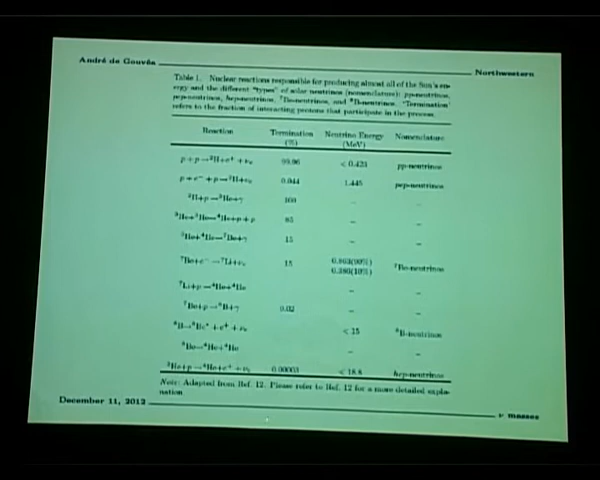 André de Gouvêa
Northwestern
Table 1. Nuclear reactions responsible for producing almost all of the Sun's en-
ergy and the different "types" of solar neutrinos (nomenclature): pp-neutrinos,
pep-neutrinos, hep-neutrinos, ⁷Be-neutrinos, and ⁸B-neutrinos. 'Termination'
refers to the fraction of interacting protons that participate in the process.
Reaction Termination (%) Neutrino Energy (MeV) Nomenclature
p + p → ²H + e⁺ + νₑ 99.96 < 0.423 pp-neutrinos
p + e⁻ + p → ²H + νₑ 0.044 1.445 pep-neutrinos
²H + p → ³He + γ 100 – –
³He + ³He → ⁴He + p + p 85 – –
³He + ⁴He → ⁷Be + γ 15 – –
⁷Be + e⁻ → ⁷Li + νₑ 15 0.863(90%) ⁷Be-neutrinos
0.386(10%)
⁷Li + p → ⁴He + ⁴He – –
⁷Be + p → ⁸B + γ 0.02 – –
⁸B → ⁸Be* + e⁺ + νₑ < 15 ⁸B-neutrinos
⁸Be → ⁴He + ⁴He – –
³He + p → ⁴He + e⁺ + νₑ 0.00003 < 18.8 hep-neutrinos
Note: Adapted from Ref. 12. Please refer to Ref. 12 for a more detailed expla-
nation
December 11, 2012
ν masses